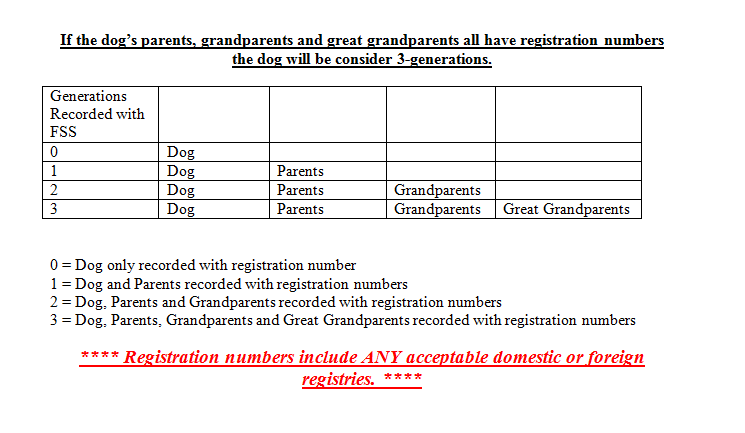 If the dog’s parents, grandparents and great grandparents all have registration numbers
the dog will be consider 3-generations.
Generations
Recorded with
FSS
0 Dog
1 Dog Parents
2 Dog Parents Grandparents
3 Dog Parents Grandparents Great Grandparents
0 = Dog only recorded with registration number
1 = Dog and Parents recorded with registration numbers
2 = Dog, Parents and Grandparents recorded with registration numbers
3 = Dog, Parents, Grandparents and Great Grandparents recorded with registration numbers
**** Registration numbers include ANY acceptable domestic or foreign
registries. ****